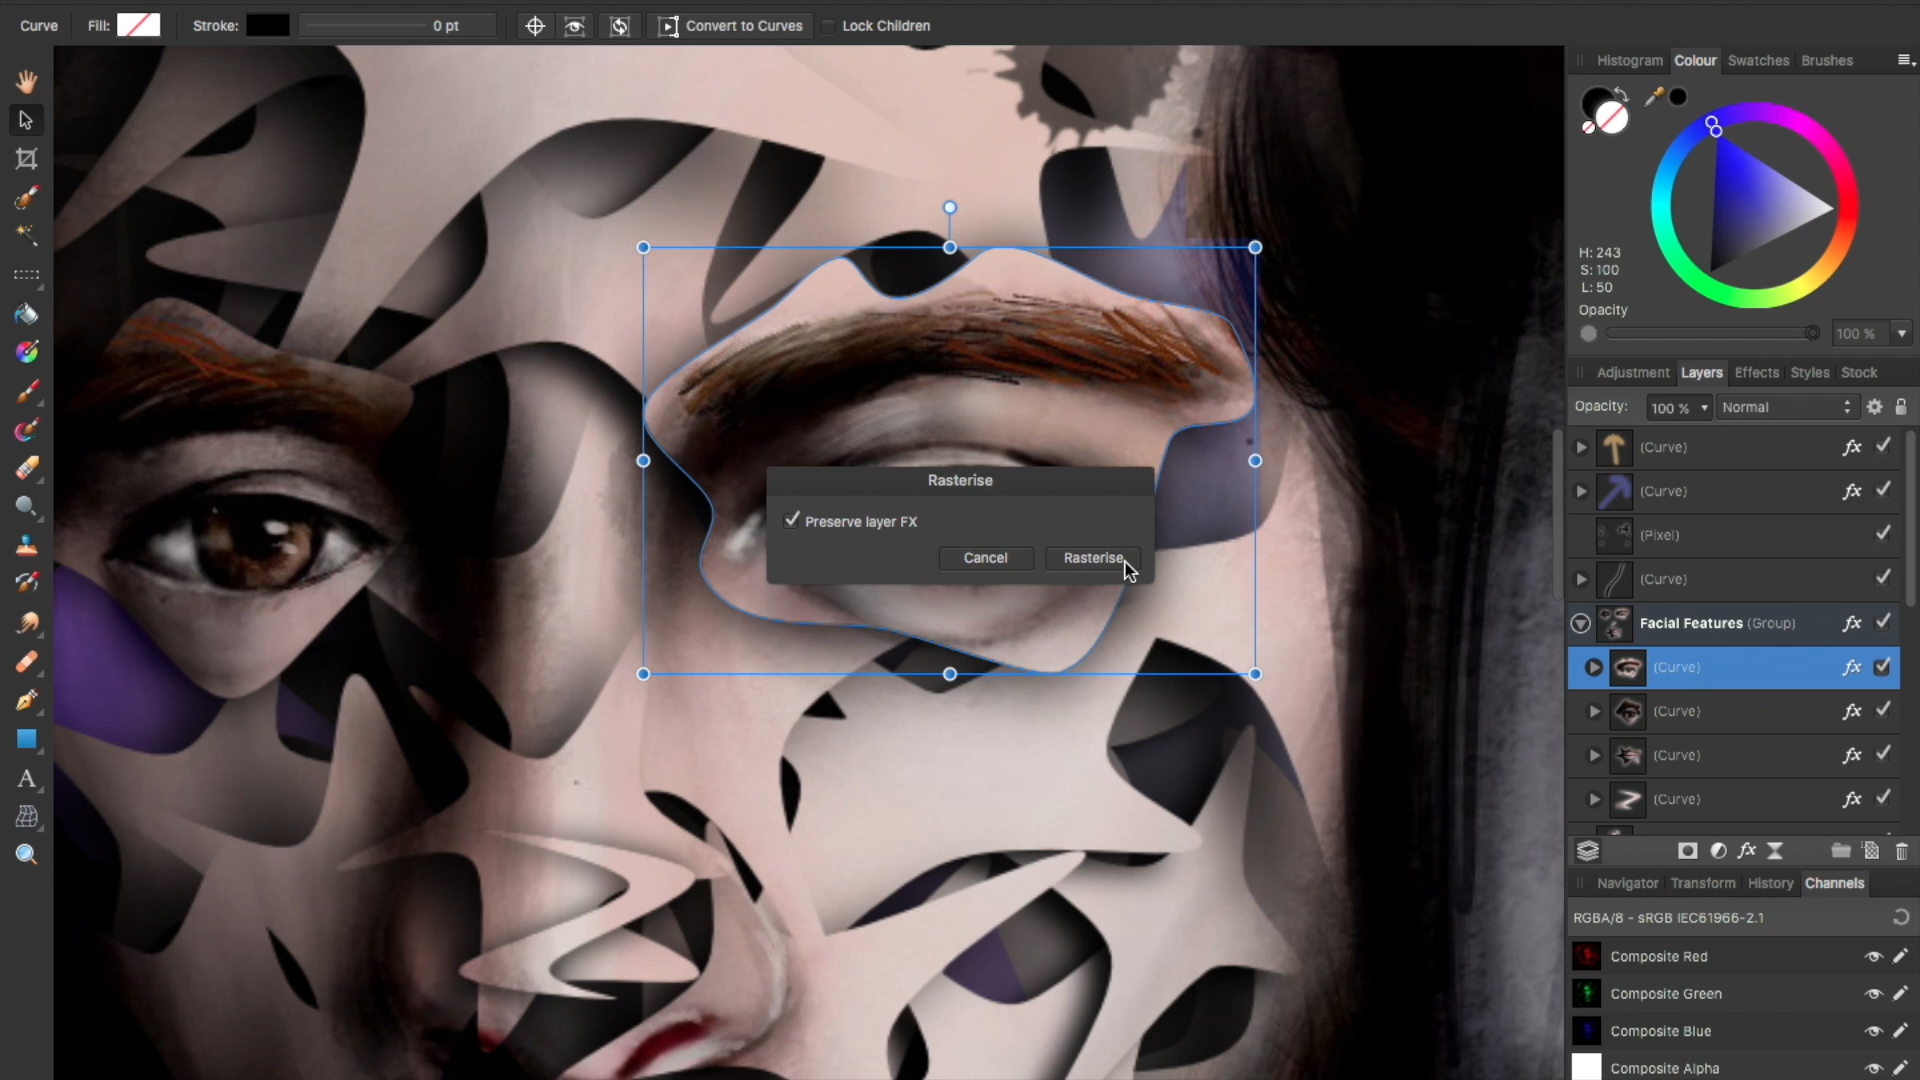 Curve Fill: Stroke: 0 pt Convert to Curves Lock Children
Histogram Colour Swatches Brushes
H: 243
S: 100
L: 50
Opacity
100 %
Adjustment Layers Effects Styles Stock
Opacity: 100 % Normal
(Curve) fx
(Curve) fx
(Pixel)
(Curve)
Facial Features (Group) fx
(Curve) fx
(Curve) fx
(Curve) fx
(Curve) fx
fx
Navigator Transform History Channels
RGBA/8 - sRGB IEC61966-2.1
Composite Red
Composite Green
Composite Blue
Composite Alpha
A
Rasterise
Preserve layer FX
Cancel Rasterise